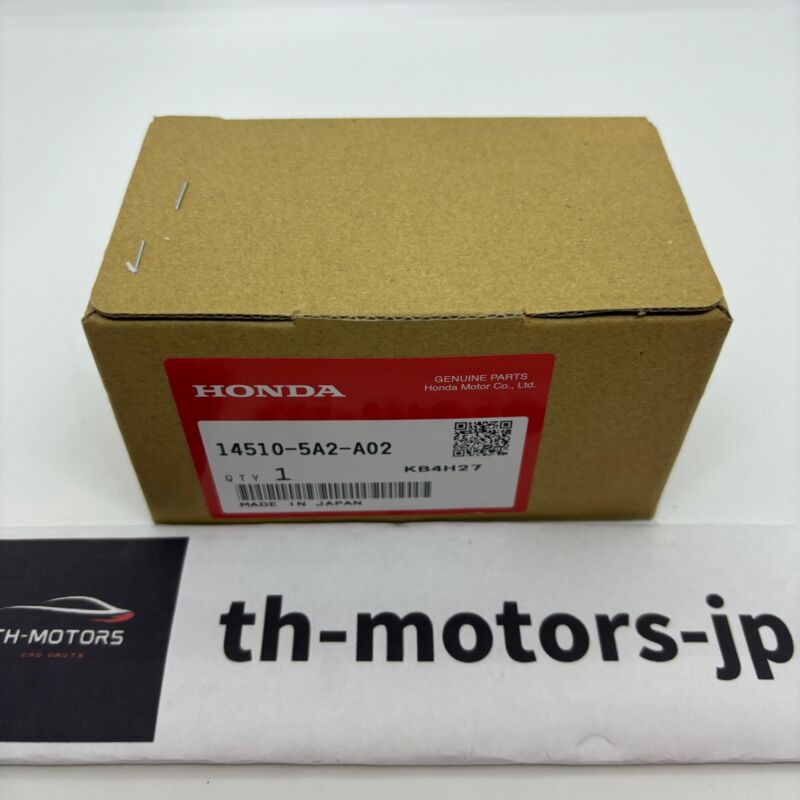 HONDA
GENUINE PARTS
Honda Motor Co., Ltd.
14510-5A2-A02
KB4H27
QTY 1
MADE IN JAPAN
TH-MOTORS
th-motors-jp